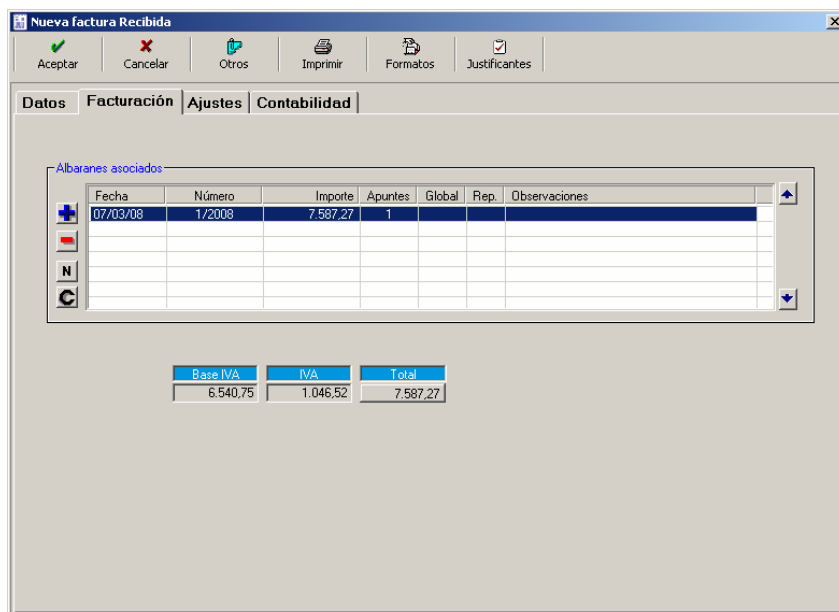 Nueva factura Recibida
Aceptar Cancelar Otros Imprimir Formatos Justificantes
Datos Facturación Ajustes Contabilidad
Albaranes asociados
Fecha Número Importe Apuntes Global Rep. Observaciones
07/03/08 1/2008 7.587,27 1
N
C
Base IVA IVA Total
6.540,75 1.046,52 7.587,27